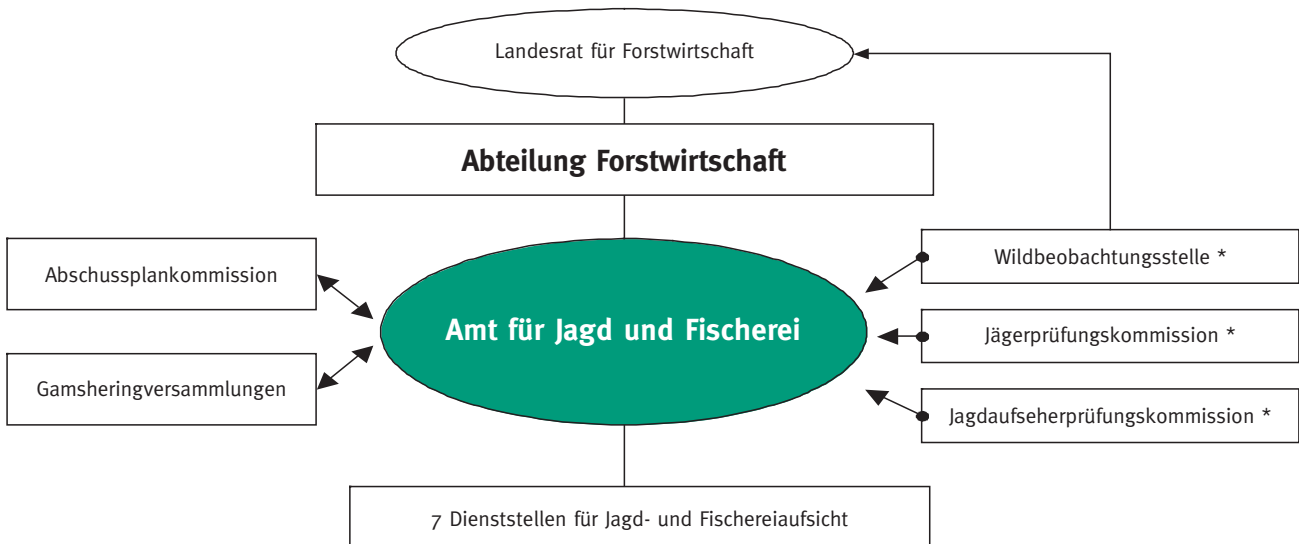 Landesrat für Forstwirtschaft
Abteilung Forstwirtschaft
Abschussplankommission
Wildbeobachtungsstelle *
Amt für Jagd und Fischerei
Jägerprüfungskommission *
Gamsheringversammlungen
Jagdaufseherprüfungskommission *
7 Dienststellen für Jagd- und Fischereiaufsicht